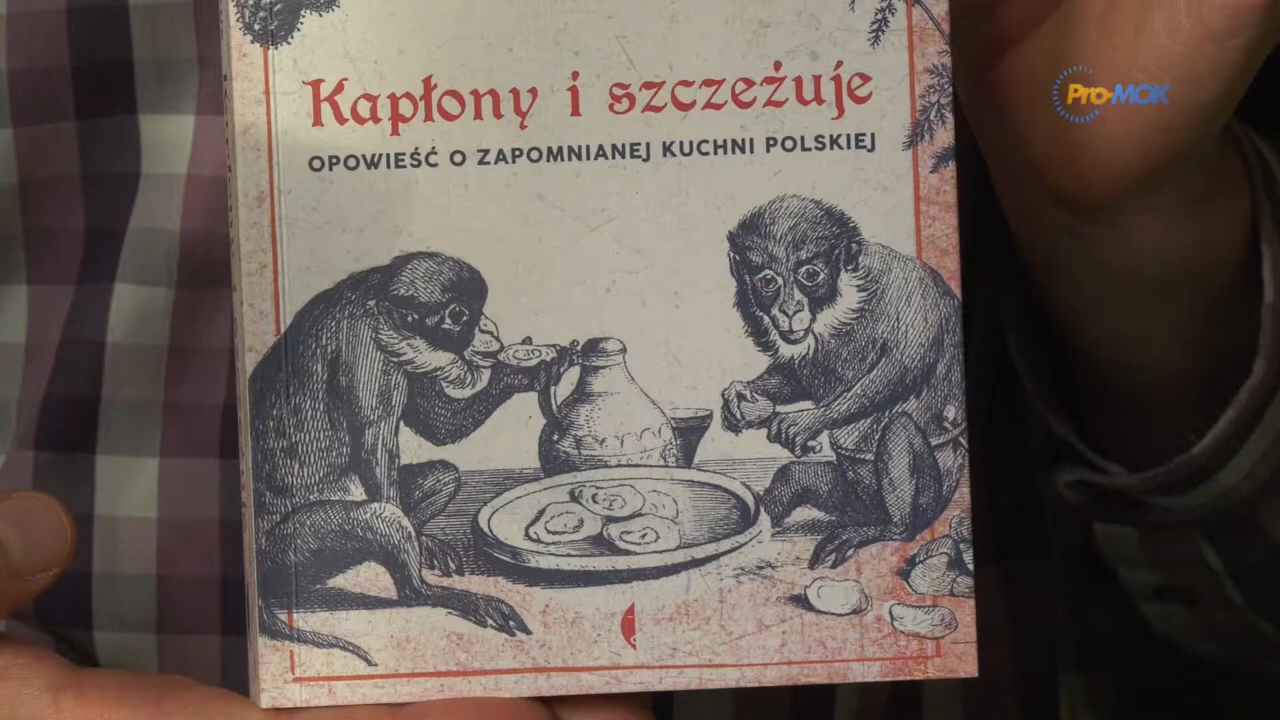 Kapłony i szczeżuje
OPOWIEŚĆ O ZAPOMNIANEJ KUCHNI POLSKIEJ
Pro-MOK